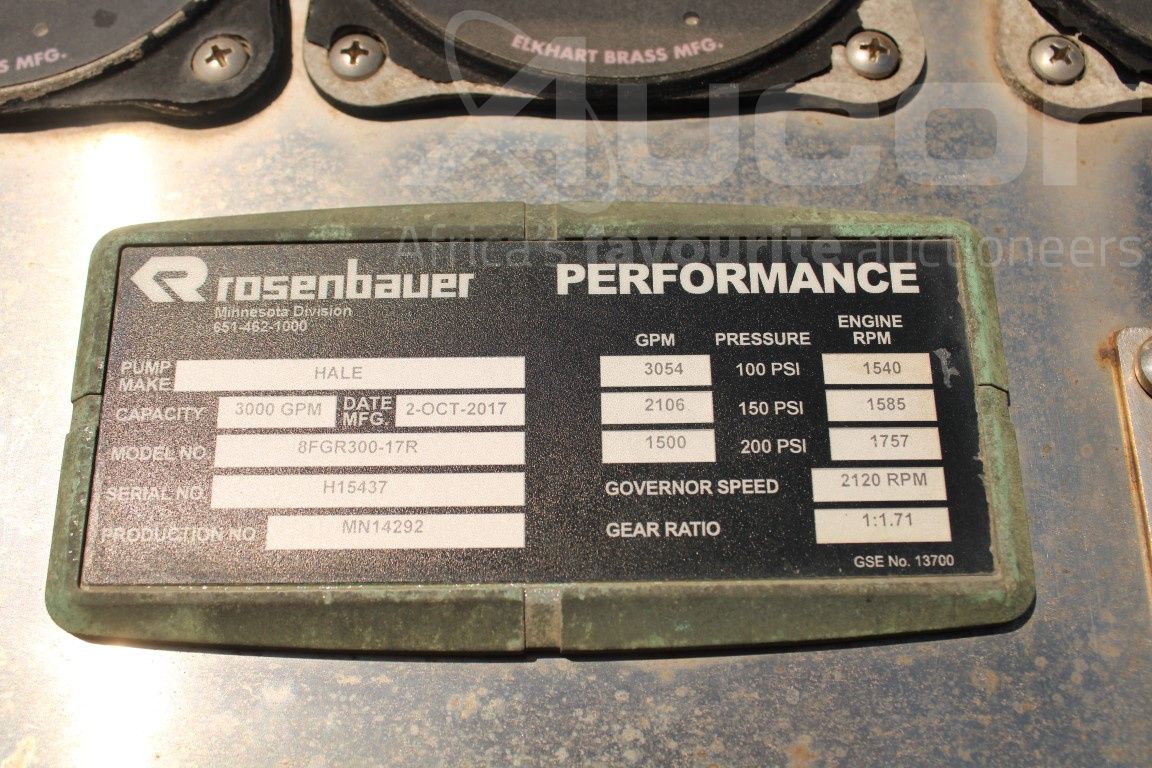 S MFG.
ELKHART BRASS MFG.
Aucor
Africa's favourite auctioneers
rosenbauer
Minnesota Division
651-462-1000
PUMP MAKE HALE
CAPACITY 3000 GPM DATE MFG. 2-OCT-2017
MODEL NO. 8FGR300-17R
SERIAL NO. H15437
PRODUCTION NO MN14292
PERFORMANCE
GPM PRESSURE ENGINE RPM
3054 100 PSI 1540
2106 150 PSI 1585
1500 200 PSI 1757
GOVERNOR SPEED 2120 RPM
GEAR RATIO 1:1.71
GSE No. 13700